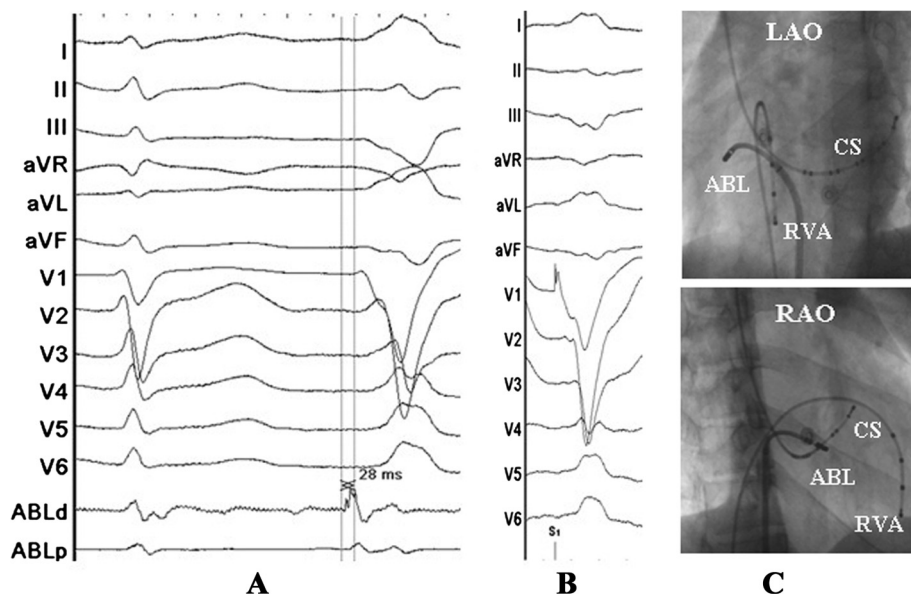 I
II
III
aVR
aVL
aVF
V1
V2
V3
V4
V5
V6
28 ms
ABLd
ABLp
A
I
II
III
aVR
aVL
aVF
V1
V2
V3
V4
V5
V6
S1
B
LAO
CS
ABL
RVA
RAO
CS
ABL
RVA
C